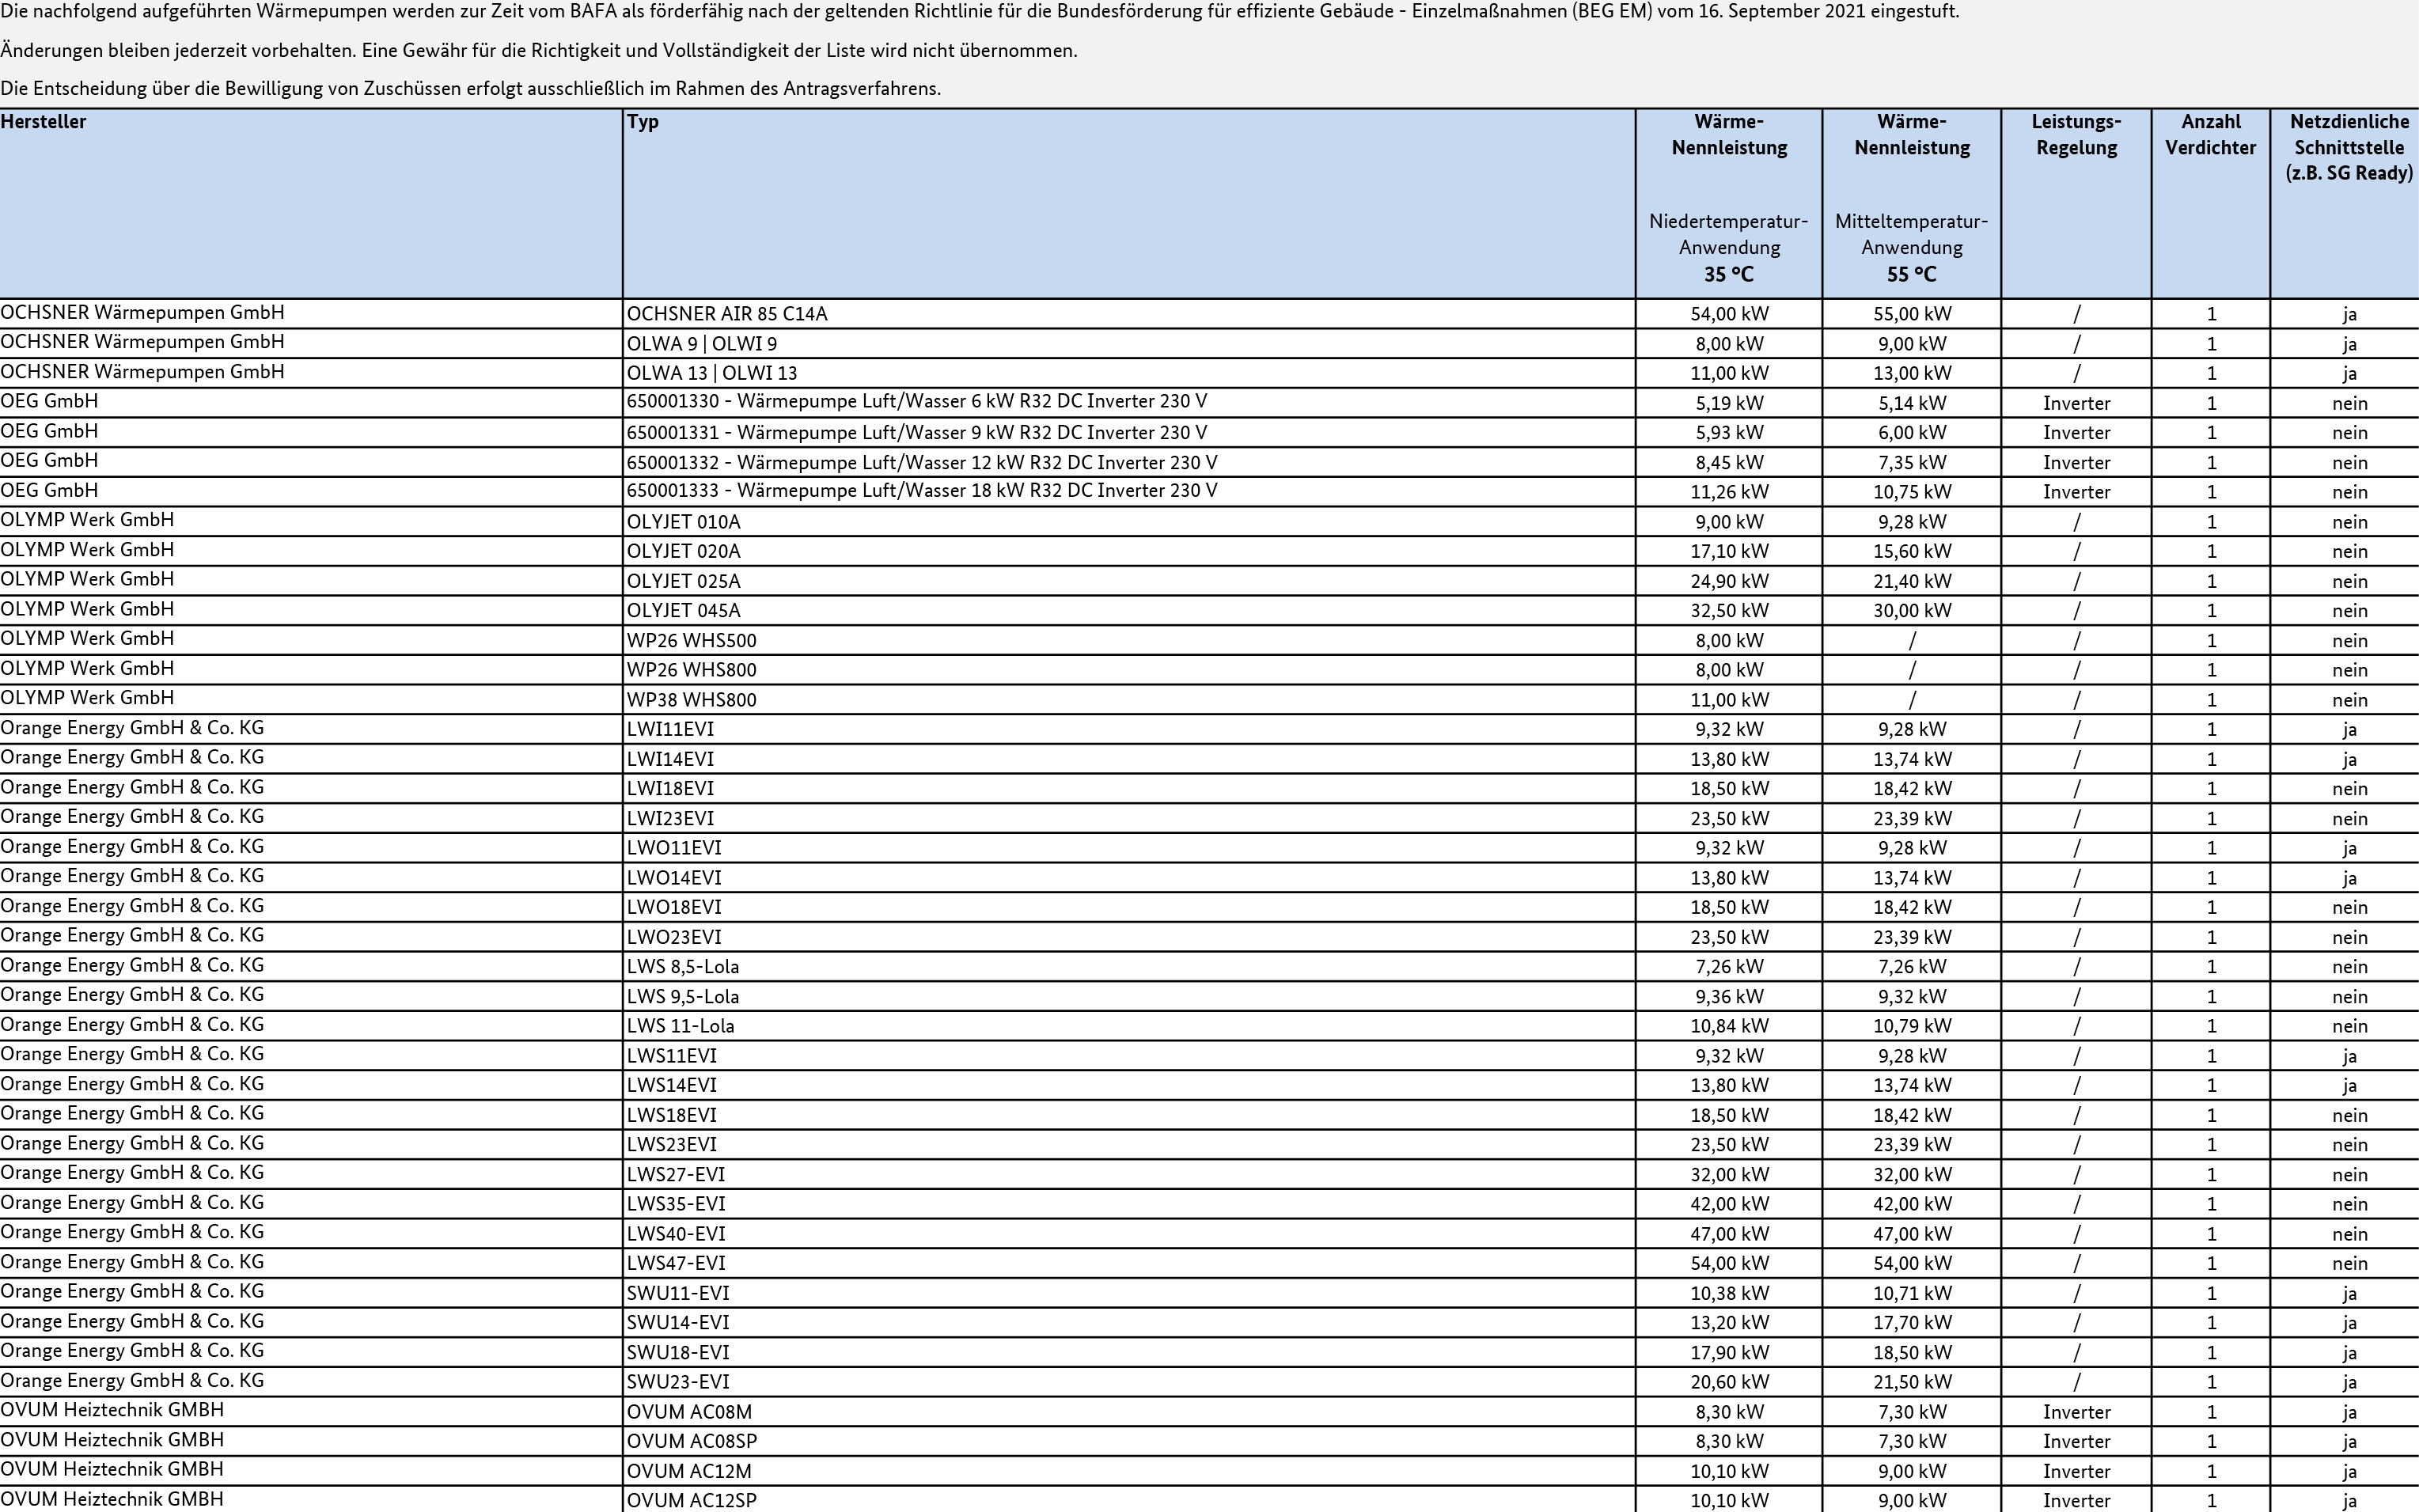 Die nachfolgend aufgeführten Wärmepumpen werden zur Zeit vom BAFA als förderfähig nach der geltenden Richtlinie für die Bundesförderung für effiziente Gebäude - Einzelmaßnahmen (BEG EM) vom 16. September 2021 eingestuft.
Änderungen bleiben jederzeit vorbehalten. Eine Gewähr für die Richtigkeit und Vollständigkeit der Liste wird nicht übernommen.
Die Entscheidung über die Bewilligung von Zuschüssen erfolgt ausschließlich im Rahmen des Antragsverfahrens.
Hersteller Typ Wärme- Wärme- Leistungs- Anzahl Netzdienliche
Nennleistung Nennleistung Regelung Verdichter Schnittstelle
(z.B. SG Ready)
Niedertemperatur- Mitteltemperatur-
Anwendung Anwendung
35 °C 55 °C
OCHSNER Wärmepumpen GmbH OCHSNER AIR 85 C14A 54,00 kW 55,00 kW / 1 ja
OCHSNER Wärmepumpen GmbH OLWA 9 | OLWI 9 8,00 kW 9,00 kW / 1 ja
OCHSNER Wärmepumpen GmbH OLWA 13 | OLWI 13 11,00 kW 13,00 kW / 1 ja
OEG GmbH 650001330 - Wärmepumpe Luft/Wasser 6 kW R32 DC Inverter 230 V 5,19 kW 5,14 kW Inverter 1 nein
OEG GmbH 650001331 - Wärmepumpe Luft/Wasser 9 kW R32 DC Inverter 230 V 5,93 kW 6,00 kW Inverter 1 nein
OEG GmbH 650001332 - Wärmepumpe Luft/Wasser 12 kW R32 DC Inverter 230 V 8,45 kW 7,35 kW Inverter 1 nein
OEG GmbH 650001333 - Wärmepumpe Luft/Wasser 18 kW R32 DC Inverter 230 V 11,26 kW 10,75 kW Inverter 1 nein
OLYMP Werk GmbH OLYJET 010A 9,00 kW 9,28 kW / 1 nein
OLYMP Werk GmbH OLYJET 020A 17,10 kW 15,60 kW / 1 nein
OLYMP Werk GmbH OLYJET 025A 24,90 kW 21,40 kW / 1 nein
OLYMP Werk GmbH OLYJET 045A 32,50 kW 30,00 kW / 1 nein
OLYMP Werk GmbH WP26 WHS500 8,00 kW / / 1 nein
OLYMP Werk GmbH WP26 WHS800 8,00 kW / / 1 nein
OLYMP Werk GmbH WP38 WHS800 11,00 kW / / 1 nein
Orange Energy GmbH & Co. KG LWI11EVI 9,32 kW 9,28 kW / 1 ja
Orange Energy GmbH & Co. KG LWI14EVI 13,80 kW 13,74 kW / 1 ja
Orange Energy GmbH & Co. KG LWI18EVI 18,50 kW 18,42 kW / 1 nein
Orange Energy GmbH & Co. KG LWI23EVI 23,50 kW 23,39 kW / 1 nein
Orange Energy GmbH & Co. KG LWO11EVI 9,32 kW 9,28 kW / 1 ja
Orange Energy GmbH & Co. KG LWO14EVI 13,80 kW 13,74 kW / 1 ja
Orange Energy GmbH & Co. KG LWO18EVI 18,50 kW 18,42 kW / 1 nein
Orange Energy GmbH & Co. KG LWO23EVI 23,50 kW 23,39 kW / 1 nein
Orange Energy GmbH & Co. KG LWS 8,5-Lola 7,26 kW 7,26 kW / 1 nein
Orange Energy GmbH & Co. KG LWS 9,5-Lola 9,36 kW 9,32 kW / 1 nein
Orange Energy GmbH & Co. KG LWS 11-Lola 10,84 kW 10,79 kW / 1 nein
Orange Energy GmbH & Co. KG LWS11EVI 9,32 kW 9,28 kW / 1 ja
Orange Energy GmbH & Co. KG LWS14EVI 13,80 kW 13,74 kW / 1 ja
Orange Energy GmbH & Co. KG LWS18EVI 18,50 kW 18,42 kW / 1 nein
Orange Energy GmbH & Co. KG LWS23EVI 23,50 kW 23,39 kW / 1 nein
Orange Energy GmbH & Co. KG LWS27-EVI 32,00 kW 32,00 kW / 1 nein
Orange Energy GmbH & Co. KG LWS35-EVI 42,00 kW 42,00 kW / 1 nein
Orange Energy GmbH & Co. KG LWS40-EVI 47,00 kW 47,00 kW / 1 nein
Orange Energy GmbH & Co. KG LWS47-EVI 54,00 kW 54,00 kW / 1 nein
Orange Energy GmbH & Co. KG SWU11-EVI 10,38 kW 10,71 kW / 1 ja
Orange Energy GmbH & Co. KG SWU14-EVI 13,20 kW 17,70 kW / 1 ja
Orange Energy GmbH & Co. KG SWU18-EVI 17,90 kW 18,50 kW / 1 ja
Orange Energy GmbH & Co. KG SWU23-EVI 20,60 kW 21,50 kW / 1 ja
OVUM Heiztechnik GMBH OVUM AC08M 8,30 kW 7,30 kW Inverter 1 ja
OVUM Heiztechnik GMBH OVUM AC08SP 8,30 kW 7,30 kW Inverter 1 ja
OVUM Heiztechnik GMBH OVUM AC12M 10,10 kW 9,00 kW Inverter 1 ja
OVUM Heiztechnik GMBH OVUM AC12SP 10,10 kW 9,00 kW Inverter 1 ja